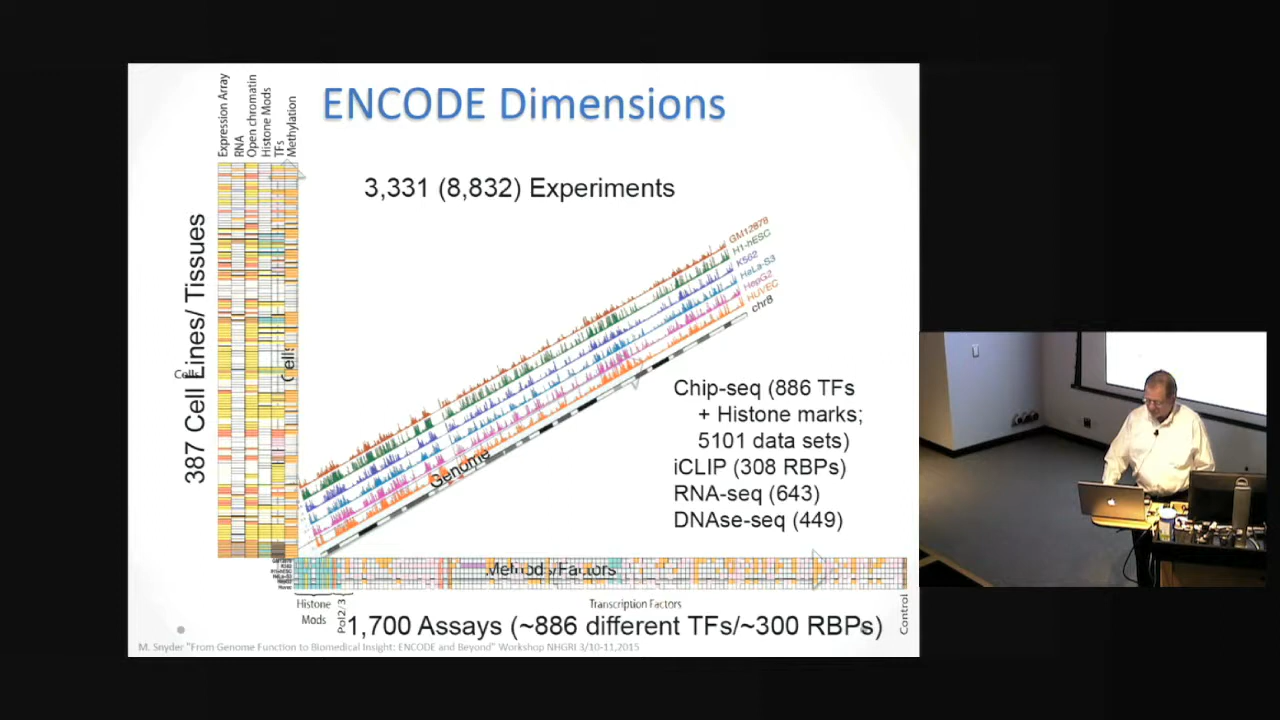 ENCODE Dimensions
Expression Array
RNA
Open chromatin
Histone Mods
TFs
Methylation
3,331 (8,832) Experiments
387 Cell Lines/ Tissues
Cells
Cells
GM12878
H1-hESC
K562
HeLa-S3
HepG2
HUVEC
chr8
Genome
Chip-seq (886 TFs
+ Histone marks;
5101 data sets)
iCLIP (308 RBPs)
RNA-seq (643)
DNAse-seq (449)
Methods/Factors
Histone
Mods
Pol2/3
Transcription Factors
Control
1,700 Assays (~886 different TFs/~300 RBPs)
M. Snyder "From Genome Function to Biomedical Insight: ENCODE and Beyond" Workshop NHGRI 3/10-11,2015